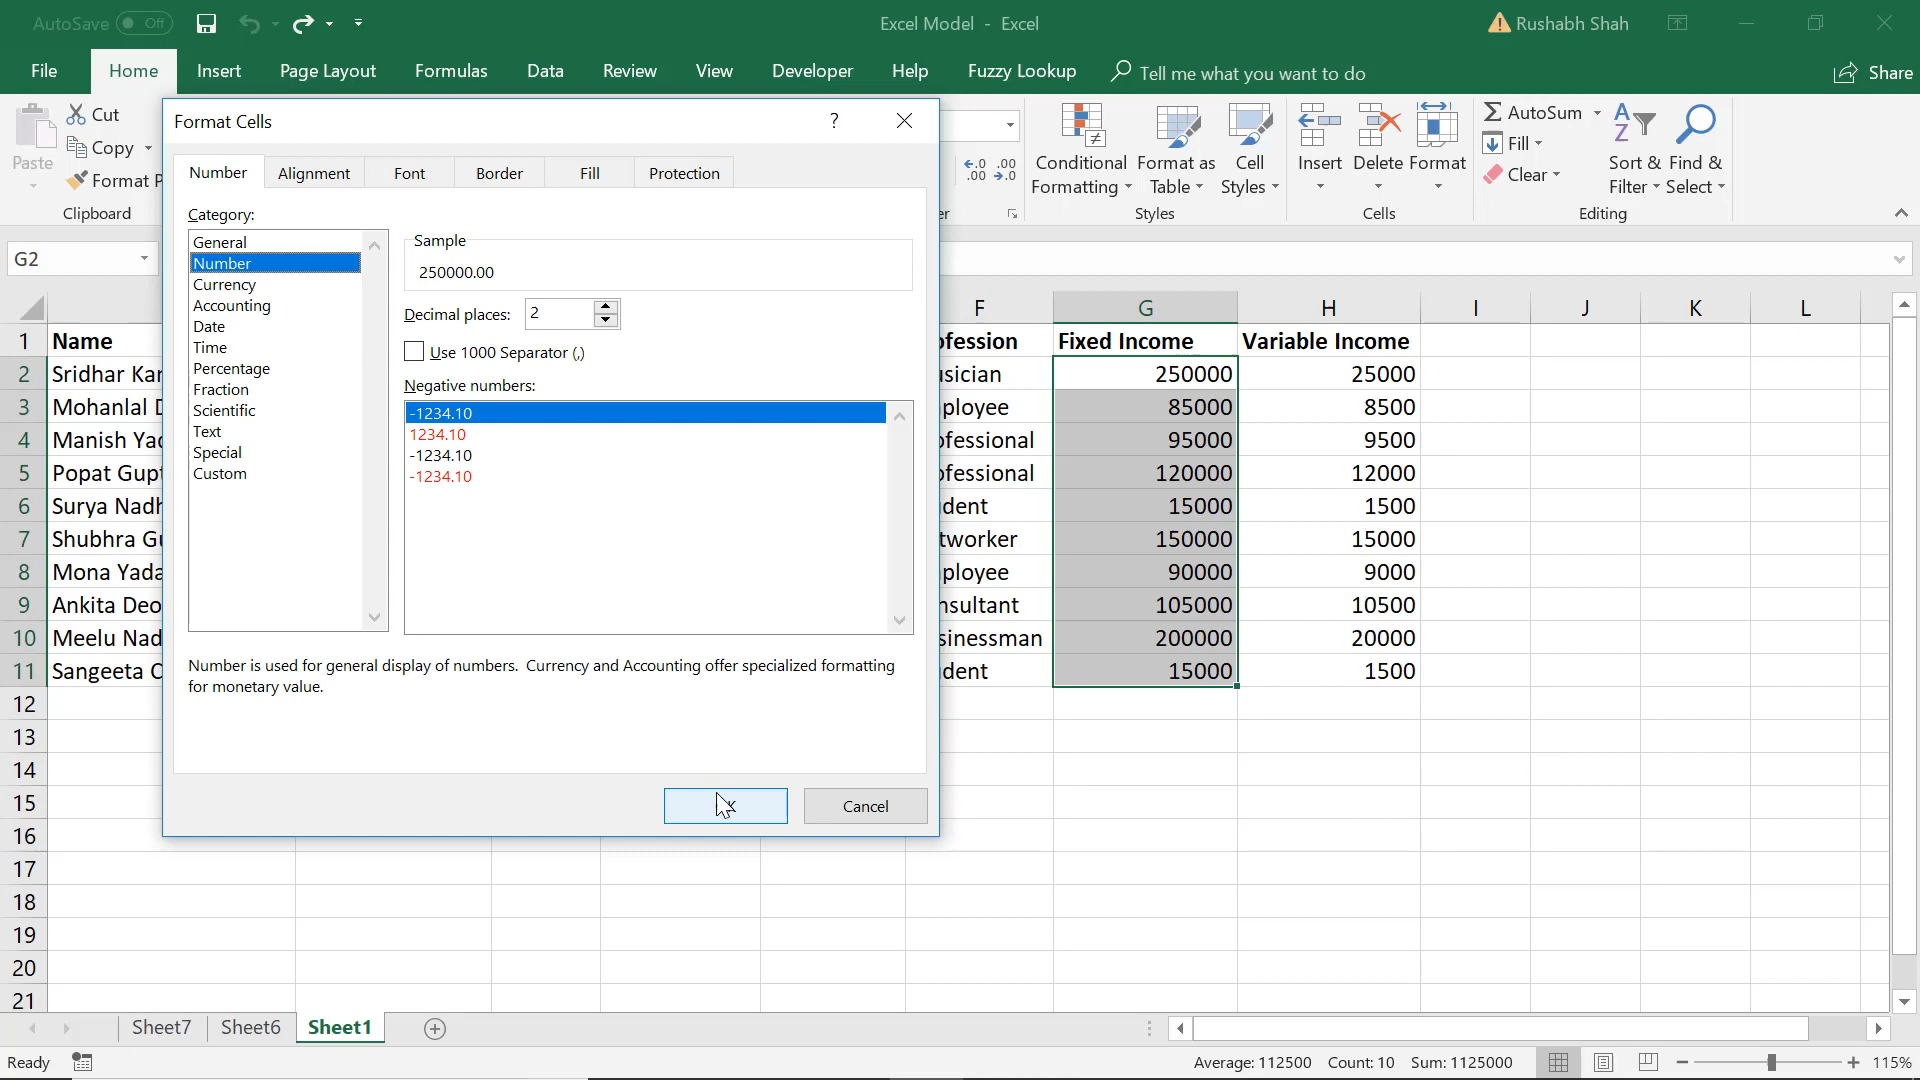 AutoSave Off
Excel Model - Excel
Rushabh Shah
File Home Insert Page Layout Formulas Data Review View Developer Help Fuzzy Lookup Tell me what you want to do Share
Paste
Cut
Copy
Format P
Clipboard
Conditional Formatting
Format as Table
Cell Styles
Styles
Insert Delete Format
Cells
AutoSum
Fill
Clear
Sort & Filter
Find & Select
Editing
er
G2
Format Cells ?
Number Alignment Font Border Fill Protection
Category:
General
Number
Currency
Accounting
Date
Time
Percentage
Fraction
Scientific
Text
Special
Custom
Sample
250000.00
Decimal places: 2
Use 1000 Separator (,)
Negative numbers:
-1234.10
1234.10
-1234.10
-1234.10
Number is used for general display of numbers. Currency and Accounting offer specialized formatting
for monetary value.
Cancel
F G H I J K L
1 Name ofession Fixed Income Variable Income
2 Sridhar Kar sician 250000 25000
3 Mohanlal D ployee 85000 8500
4 Manish Yad ofessional 95000 9500
5 Popat Gupt ofessional 120000 12000
6 Surya Nadh dent 15000 1500
7 Shubhra Gu tworker 150000 15000
8 Mona Yada ployee 90000 9000
9 Ankita Deo nsultant 105000 10500
10 Meelu Nad sinessman 200000 20000
11 Sangeeta C dent 15000 1500
12
13
14
15
16
17
18
19
20
21
Sheet7 Sheet6 Sheet1
Ready Average: 112500 Count: 10 Sum: 1125000 115%